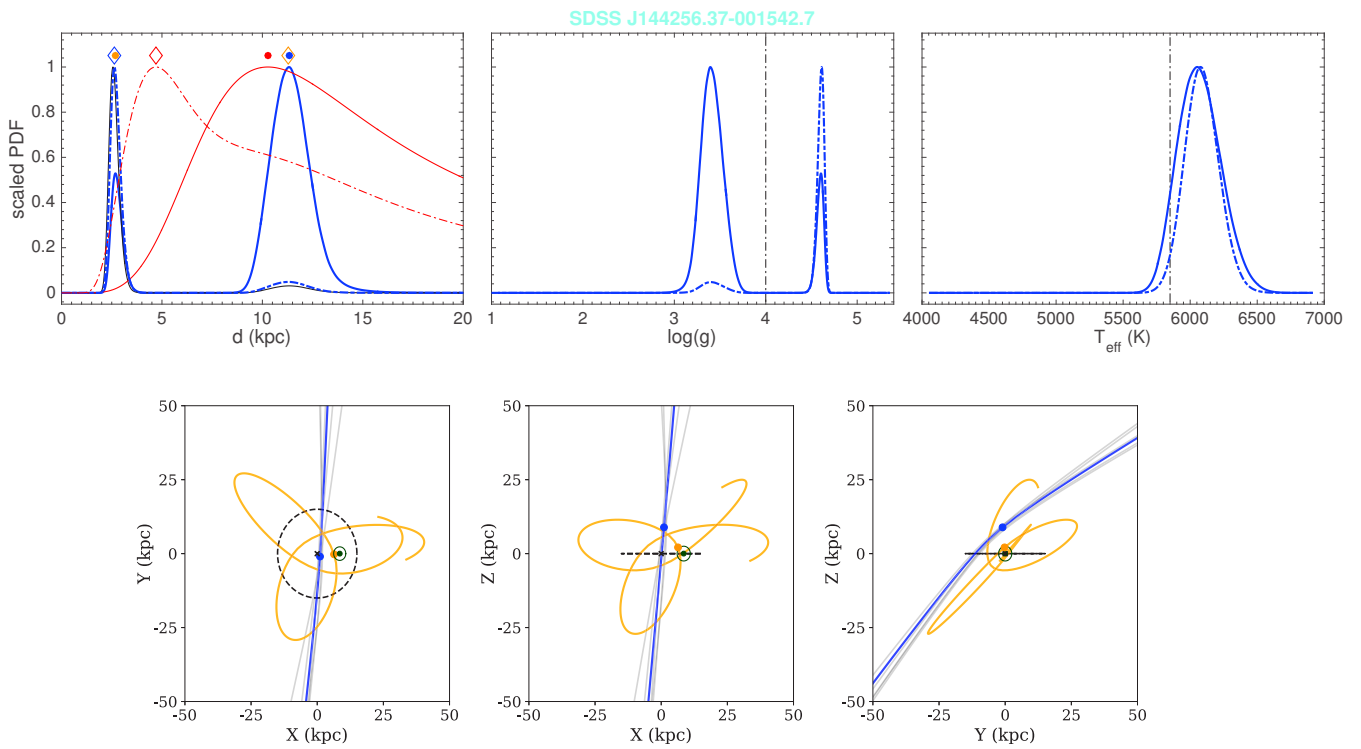 SDSS J144256.37-001542.7
scaled PDF
1
0.8
0.6
0.4
0.2
0
0 5 10 15 20
d (kpc)
1 2 3 4 5
log(g)
4000 4500 5000 5500 6000 6500 7000
T_eff (K)
50
25
0
-25
-50
Y (kpc)
-50 -25 0 25 50
X (kpc)
50
25
0
-25
-50
Z (kpc)
-50 -25 0 25 50
X (kpc)
50
25
0
-25
-50
Z (kpc)
-50 -25 0 25 50
Y (kpc)